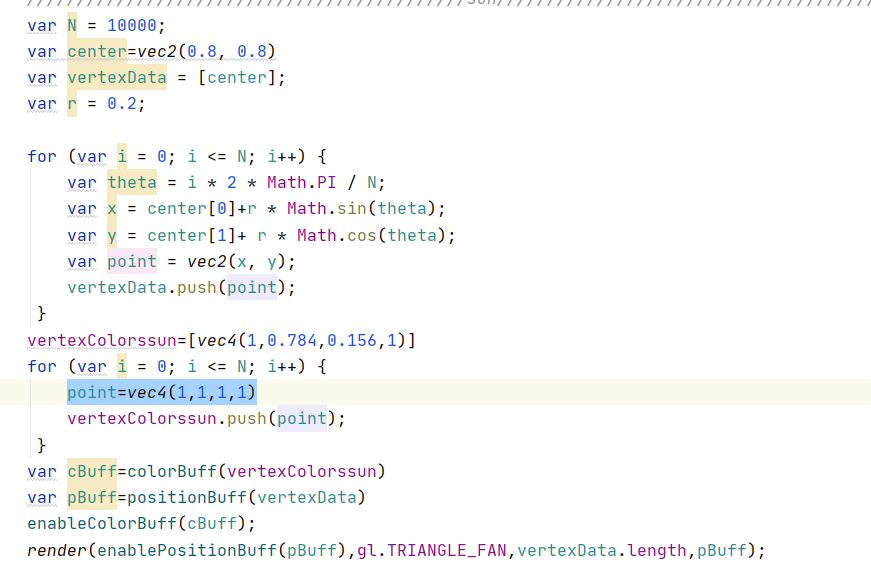 var N = 10000;
var center=vec2(0.8, 0.8)
var vertexData = [center];
var r = 0.2;
for (var i = 0; i <= N; i++) {
var theta = i * 2 * Math.PI / N;
var x = center[0]+r * Math.sin(theta);
var y = center[1]+ r * Math.cos(theta);
var point = vec2(x, y);
vertexData.push(point);
}
vertexColorssun=[vec4(1,0.784,0.156,1)]
for (var i = 0; i <= N; i++) {
point=vec4(1,1,1,1)
vertexColorssun.push(point);
}
var cBuff=colorBuff(vertexColorssun)
var pBuff=positionBuff(vertexData)
enableColorBuff(cBuff);
render(enablePositionBuff(pBuff),gl.TRIANGLE_FAN,vertexData.length,pBuff);